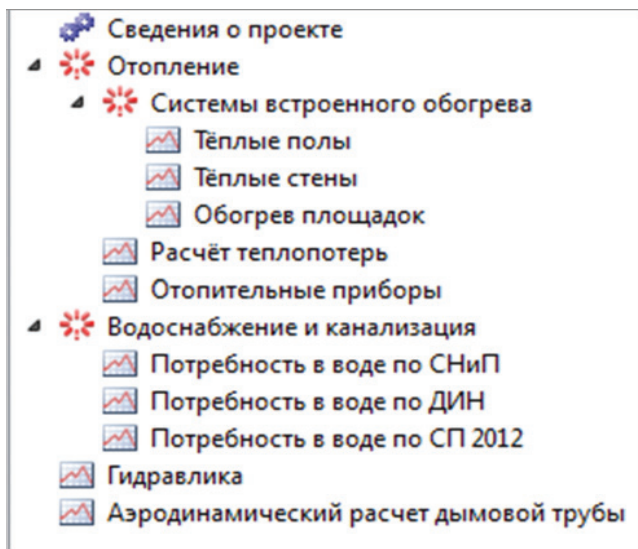 Сведения о проекте
Отопление
Системы встроенного обогрева
Тёплые полы
Тёплые стены
Обогрев площадок
Расчёт теплопотерь
Отопительные приборы
Водоснабжение и канализация
Потребность в воде по СНиП
Потребность в воде по ДИН
Потребность в воде по СП 2012
Гидравлика
Аэродинамический расчет дымовой трубы